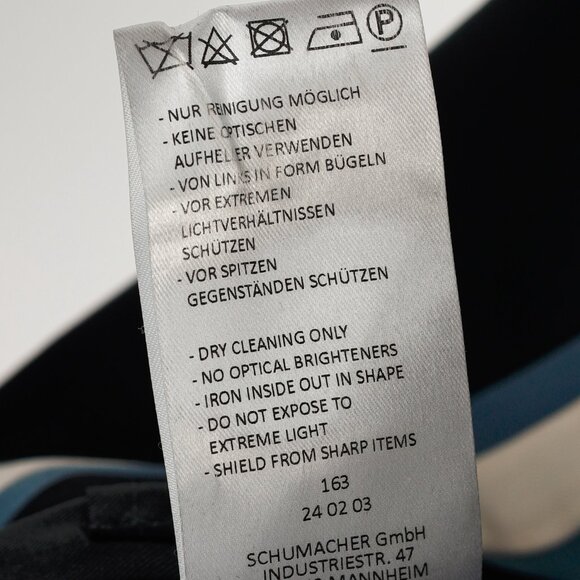 P
- NUR REINIGUNG MÖGLICH
- KEINE OPTISCHEN
AUFHELLER VERWENDEN
- VON LINKS IN FORM BÜGELN
- VOR EXTREMEN
LICHTVERHÄLTNISSEN
SCHÜTZEN
- VOR SPITZEN
GEGENSTÄNDEN SCHÜTZEN
- DRY CLEANING ONLY
- NO OPTICAL BRIGHTENERS
- IRON INSIDE OUT IN SHAPE
- DO NOT EXPOSE TO
EXTREME LIGHT
- SHIELD FROM SHARP ITEMS
163
24 02 03
SCHUMACHER GmbH
INDUSTRIESTR. 47
MANNHEIM